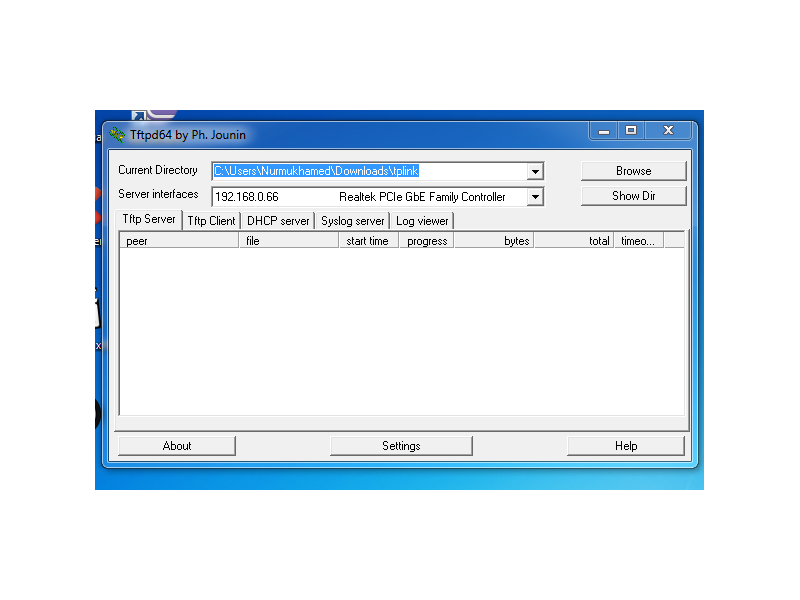 Tftpd64 by Ph. Jounin
Current Directory C:\Users\Nurmukhamed\Downloads\tplink Browse
Server interfaces 192.168.0.66 Realtek PCIe GbE Family Controller Show Dir
Tftp Server Tftp Client DHCP server Syslog server Log viewer
peer file start time progress bytes total timeo...
About Settings Help